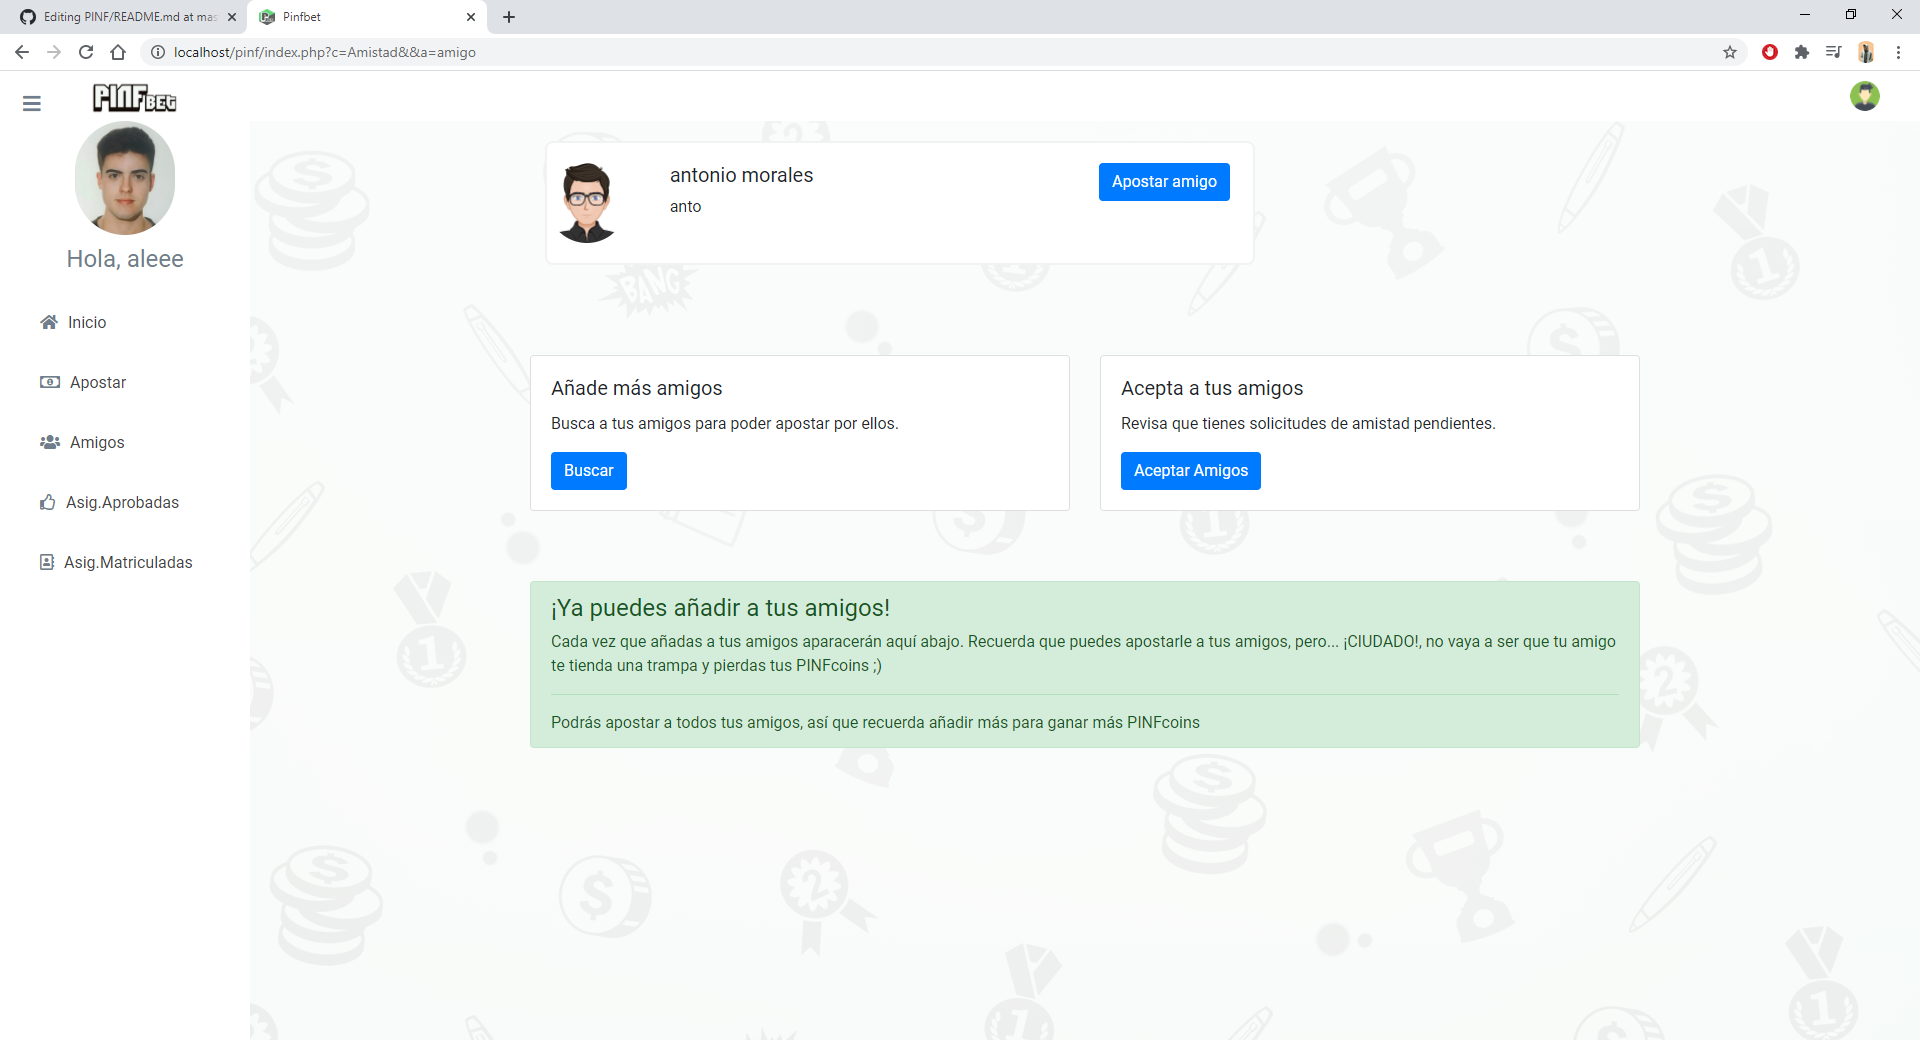 Editing PINF/README.md at mas
Pinfbet
localhost/pinf/index.php?c=Amistad&&a=amigo
PINFBET
Hola, aleee
Inicio
Apostar
Amigos
Asig.Aprobadas
Asig.Matriculadas
antonio morales
anto
Apostar amigo
BANG
Añade más amigos
Busca a tus amigos para poder apostar por ellos.
Buscar
Acepta a tus amigos
Revisa que tienes solicitudes de amistad pendientes.
Aceptar Amigos
¡Ya puedes añadir a tus amigos!
Cada vez que añadas a tus amigos aparacerán aquí abajo. Recuerda que puedes apostarle a tus amigos, pero... ¡CIUDADO!, no vaya a ser que tu amigo
te tienda una trampa y pierdas tus PINFcoins ;)
Podrás apostar a todos tus amigos, así que recuerda añadir más para ganar más PINFcoins